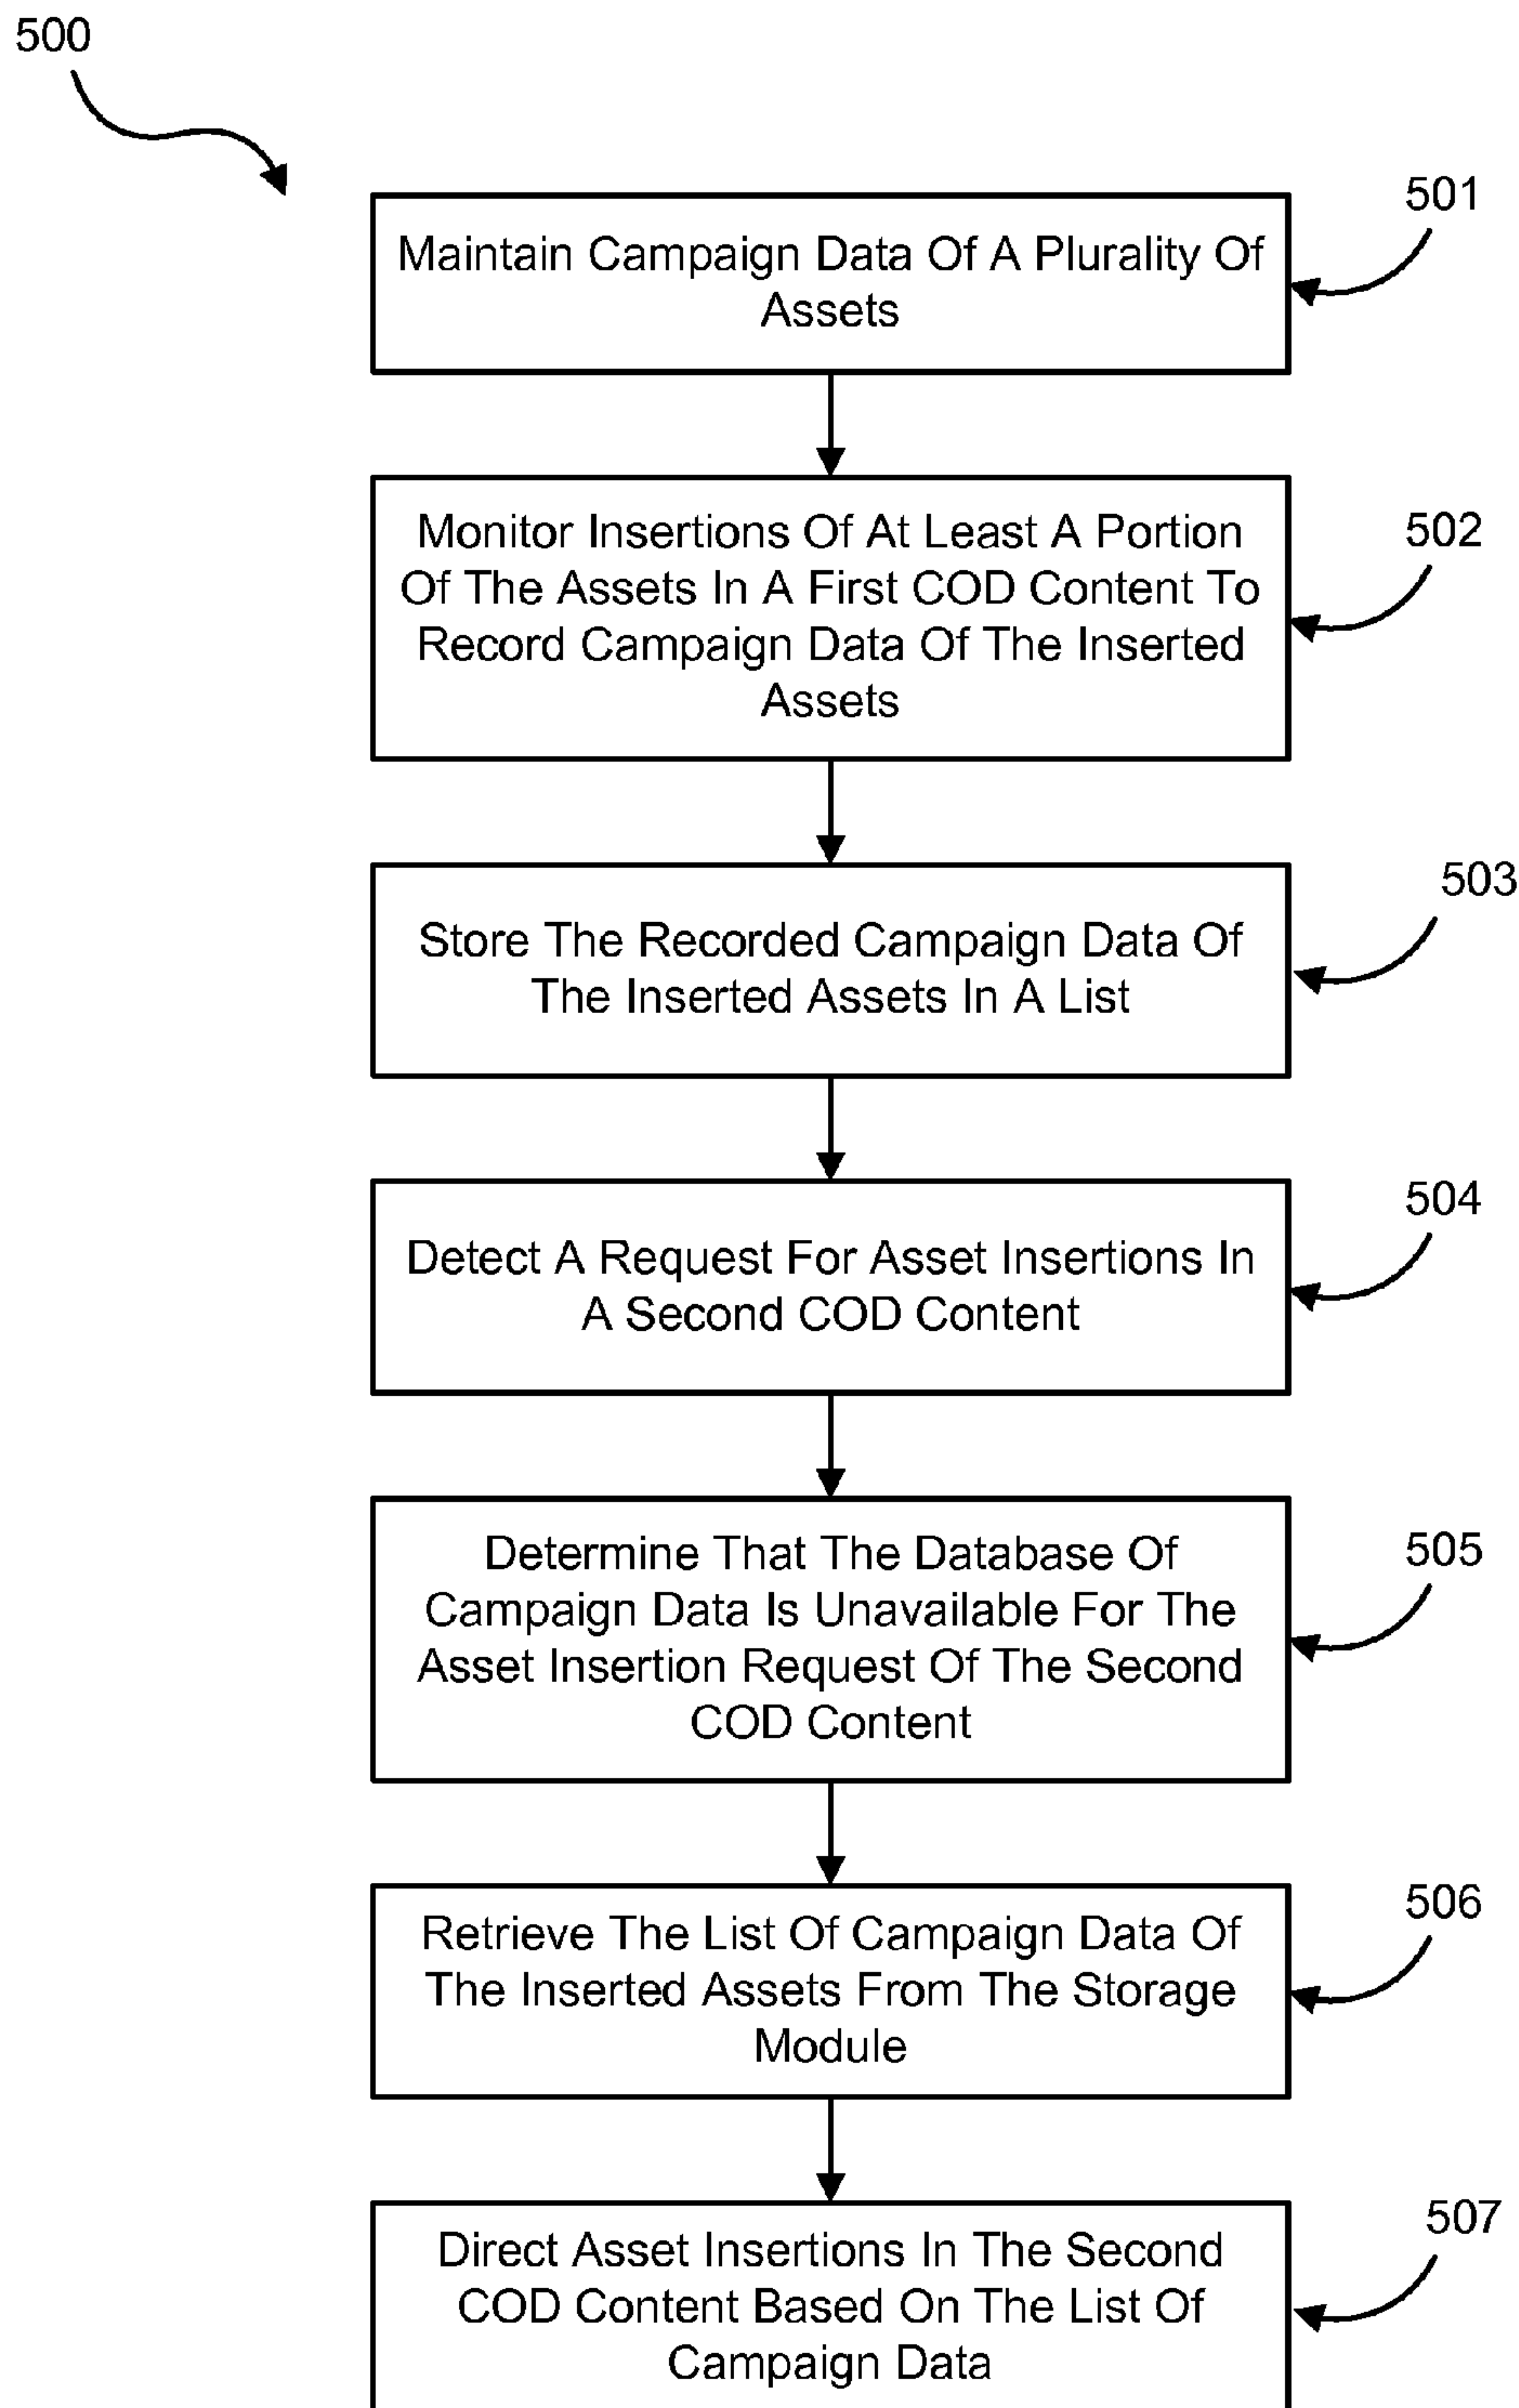 500
501
Maintain Campaign Data Of A Plurality Of
Assets
502
Monitor Insertions Of At Least A Portion
Of The Assets In A First COD Content To
Record Campaign Data Of The Inserted
Assets
503
Store The Recorded Campaign Data Of
The Inserted Assets In A List
504
Detect A Request For Asset Insertions In
A Second COD Content
505
Determine That The Database Of
Campaign Data Is Unavailable For The
Asset Insertion Request Of The Second
COD Content
506
Retrieve The List Of Campaign Data Of
The Inserted Assets From The Storage
Module
507
Direct Asset Insertions In The Second
COD Content Based On The List Of
Campaign Data